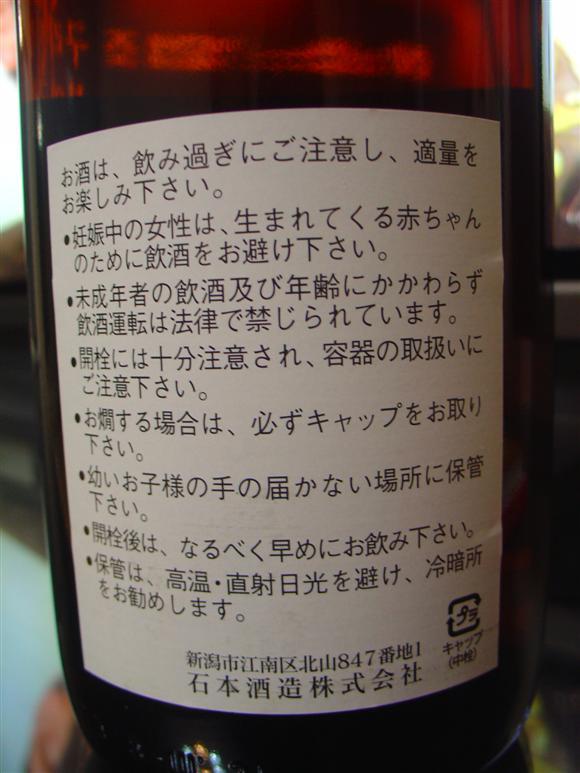 お酒は、飲み過ぎにご注意し、適量を
お楽しみ下さい。
•妊娠中の女性は、生まれてくる赤ちゃん
のために飲酒をお避け下さい。
•未成年者の飲酒及び年齢にかかわらず
飲酒運転は法律で禁じられています。
•開栓には十分注意され、容器の取扱いに
ご注意下さい。
•お燗する場合は、必ずキャップをお取り
下さい。
•幼いお子様の手の届かない場所に保管
下さい。
•開栓後は、なるべく早めにお飲み下さい。
•保管は、高温・直射日光を避け、冷暗所
をお勧めします。
プラ
キャップ
(中栓)
新潟市江南区北山847番地1
石本酒造株式会社